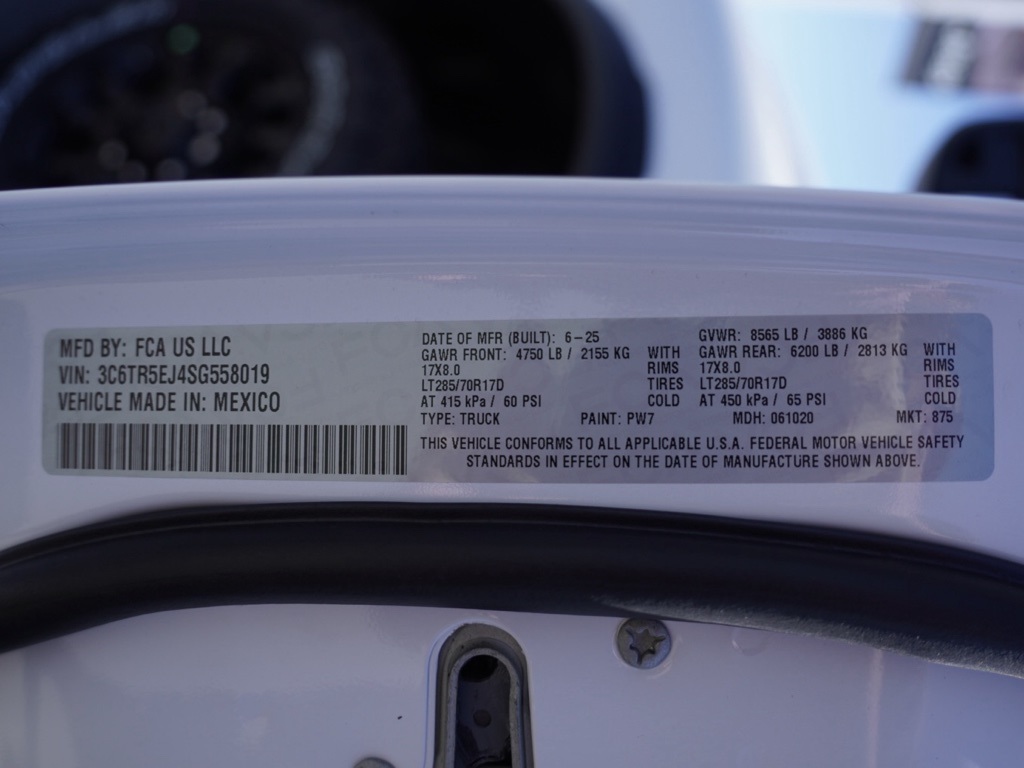 MFD BY: FCA US LLC
VIN: 3C6TR5EJ4SG558019
VEHICLE MADE IN: MEXICO
DATE OF MFR (BUILT): 6-25
GAWR FRONT: 4750 LB / 2155 KG WITH
17X8.0 RIMS
LT285/70R17D TIRES
AT 415 kPa / 60 PSI COLD
GVWR: 8565 LB / 3886 KG
GAWR REAR: 6200 LB / 2813 KG WITH
17X8.0 RIMS
LT285/70R17D TIRES
AT 450 kPa / 65 PSI COLD
TYPE: TRUCK PAINT: PW7 MDH: 061020 MKT: 875
THIS VEHICLE CONFORMS TO ALL APPLICABLE U.S.A. FEDERAL MOTOR VEHICLE SAFETY
STANDARDS IN EFFECT ON THE DATE OF MANUFACTURE SHOWN ABOVE.